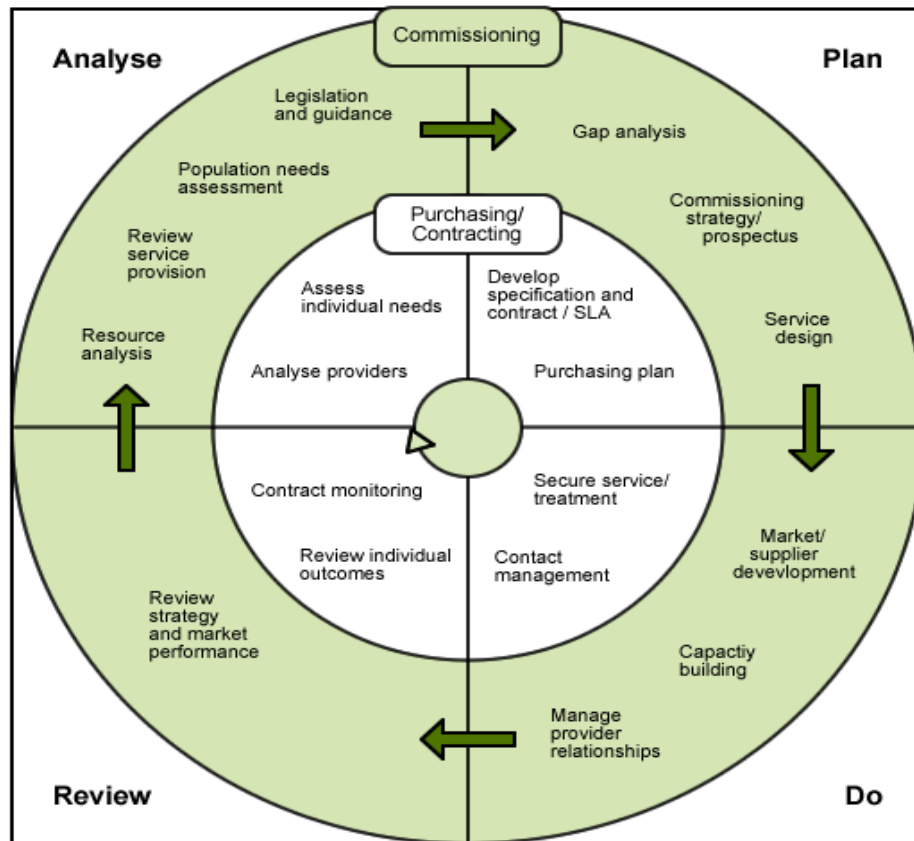 Analyse
Commissioning
Plan
Legislation
and guidance
Gap analysis
Population needs
assessment
Commissioning
strategy/
prospectus
Review
service
provision
Purchasing/
Contracting
Assess
individual needs
Develop
specification and
contract / SLA
Resource
analysis
Service
design
Analyse providers
Purchasing plan
Contract monitoring
Secure service/
treatment
Review individual
outcomes
Contact
management
Market/
supplier
devevlopment
Review
strategy
and market
performance
Capactiy
building
Manage
provider
relationships
Review
Do